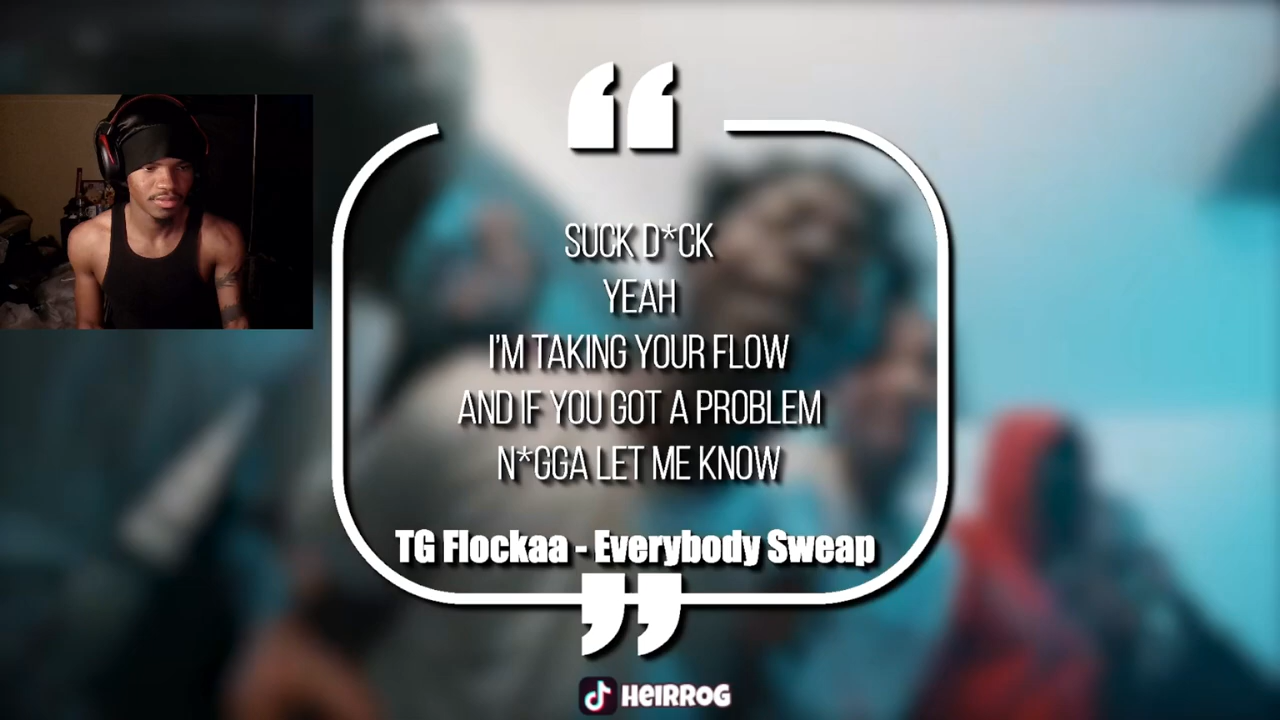 “
SUCK D*CK
YEAH
I'M TAKING YOUR FLOW
AND IF YOU GOT A PROBLEM
N*GGA LET ME KNOW
TG Flockaa - Everybody Sweap
”
HEIRROG